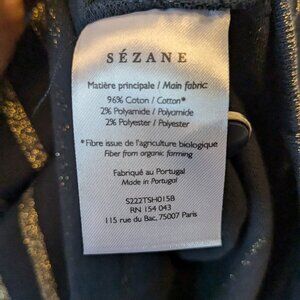 SÉZANE
Matière principale / Main fabric:
96% Coton / Cotton*
2% Polyamide / Polyamide
2% Polyester / Polyester
*Fibre issue de l'agriculture biologique
Fiber from organic farming
Fabriqué au Portugal
Made in Portugal
S222TSH015B
RN 154 043
115 rue du Bac, 75007 Paris